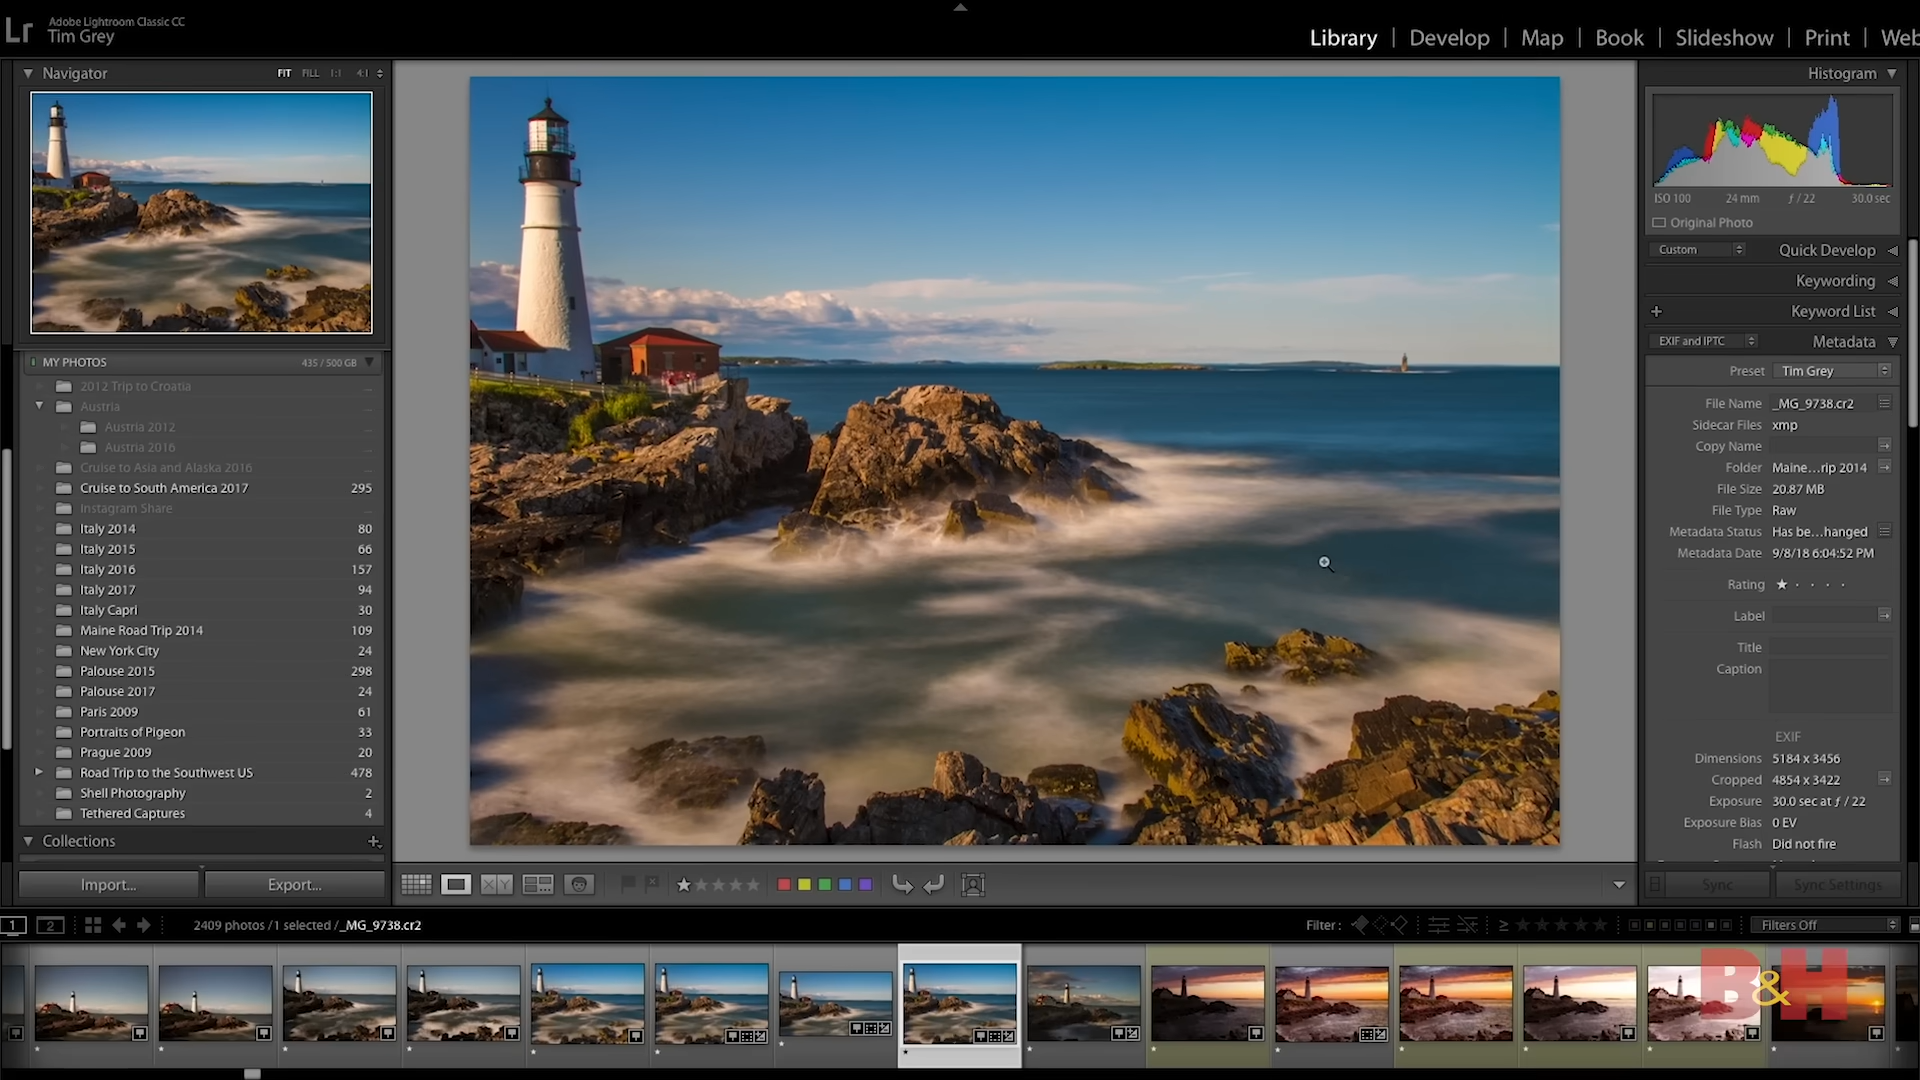 Lr
Adobe Lightroom Classic CC
Tim Grey
Library | Develop | Map | Book | Slideshow | Print | Web
Navigator FIT FILL 1:1 4:1
MY PHOTOS 435 / 500 GB
2012 Trip to Croatia
Austria
Austria 2012
Austria 2016
Cruise to Asia and Alaska 2016
Cruise to South America 2017 295
Instagram Share
Italy 2014 80
Italy 2015 66
Italy 2016 157
Italy 2017 94
Italy Capri 30
Maine Road Trip 2014 109
New York City 24
Palouse 2015 298
Palouse 2017 24
Paris 2009 61
Portraits of Pigeon 33
Prague 2009 20
Road Trip to the Southwest US 478
Shell Photography 2
Tethered Captures 4
Collections +
Import... Export...
Histogram
ISO 100 24 mm ƒ / 22 30.0 sec
Original Photo
Custom Quick Develop
Keywording
+ Keyword List
EXIF and IPTC Metadata
Preset Tim Grey
File Name _MG_9738.cr2
Sidecar Files xmp
Copy Name
Folder Maine…rip 2014
File Size 20.87 MB
File Type Raw
Metadata Status Has be…hanged
Metadata Date 9/8/18 6:04:52 PM
Rating
Label
Title
Caption
EXIF
Dimensions 5184 x 3456
Cropped 4854 x 3422
Exposure 30.0 sec at ƒ / 22
Exposure Bias 0 EV
Flash Did not fire
Sync Sync Settings
X Y
1 2 2409 photos / 1 selected / _MG_9738.cr2
Filter : ≥ Filters Off
B&H